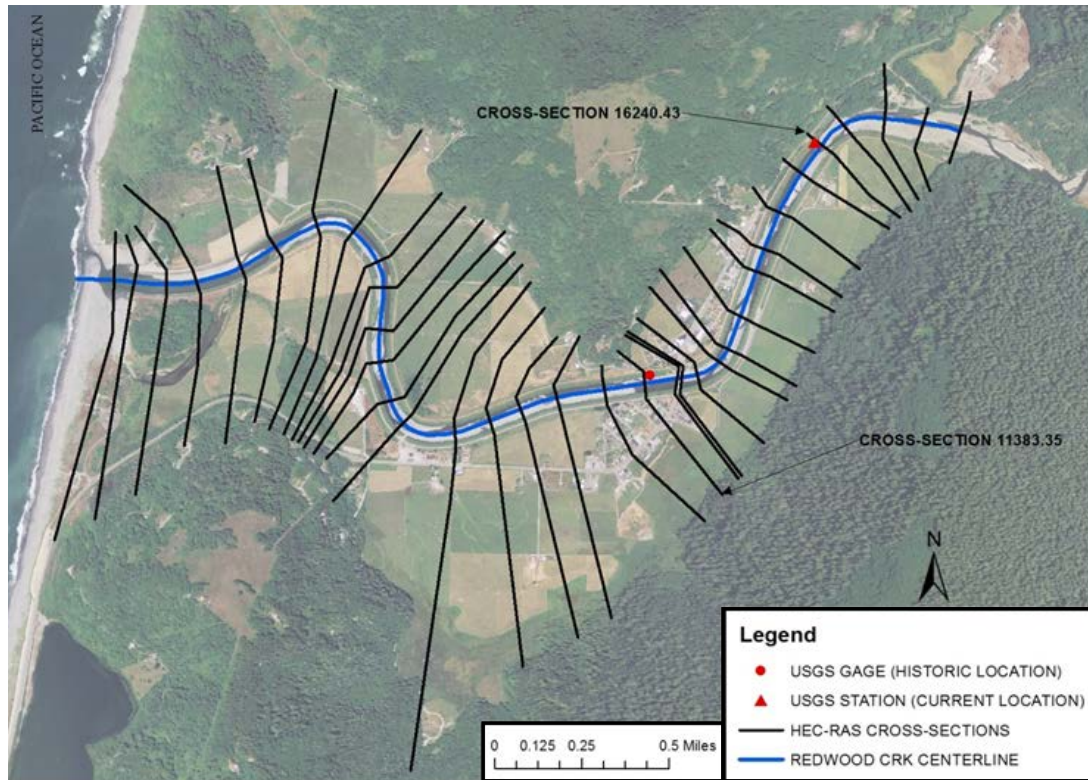 PACIFIC OCEAN
CROSS-SECTION 16240.43
CROSS-SECTION 11383.35
N
Legend
USGS GAGE (HISTORIC LOCATION)
USGS STATION (CURRENT LOCATION)
HEC-RAS CROSS-SECTIONS
REDWOOD CRK CENTERLINE
0 0.125 0.25 0.5 Miles